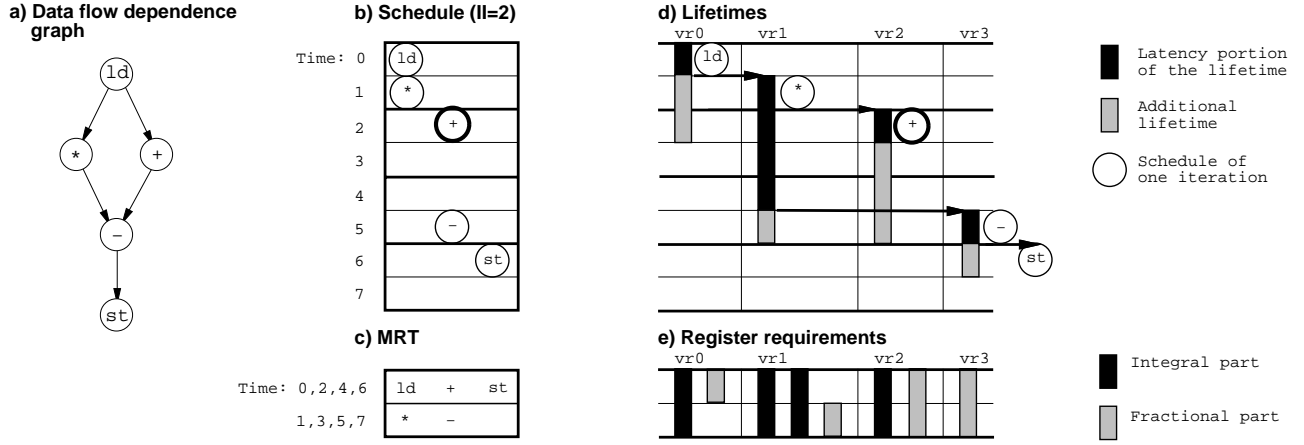 a) Data flow dependence
graph
ld
*
+
−
st
b) Schedule (II=2)
Time: 0
1
2
3
4
5
6
7
ld
*
+
−
st
c) MRT
Time: 0,2,4,6
1,3,5,7
ld + st
* −
d) Lifetimes
vr0 vr1 vr2 vr3
ld
*
+
−
st
Latency portion
of the lifetime
Additional
lifetime
Schedule of
one iteration
e) Register requirements
vr0 vr1 vr2 vr3
Integral part
Fractional part